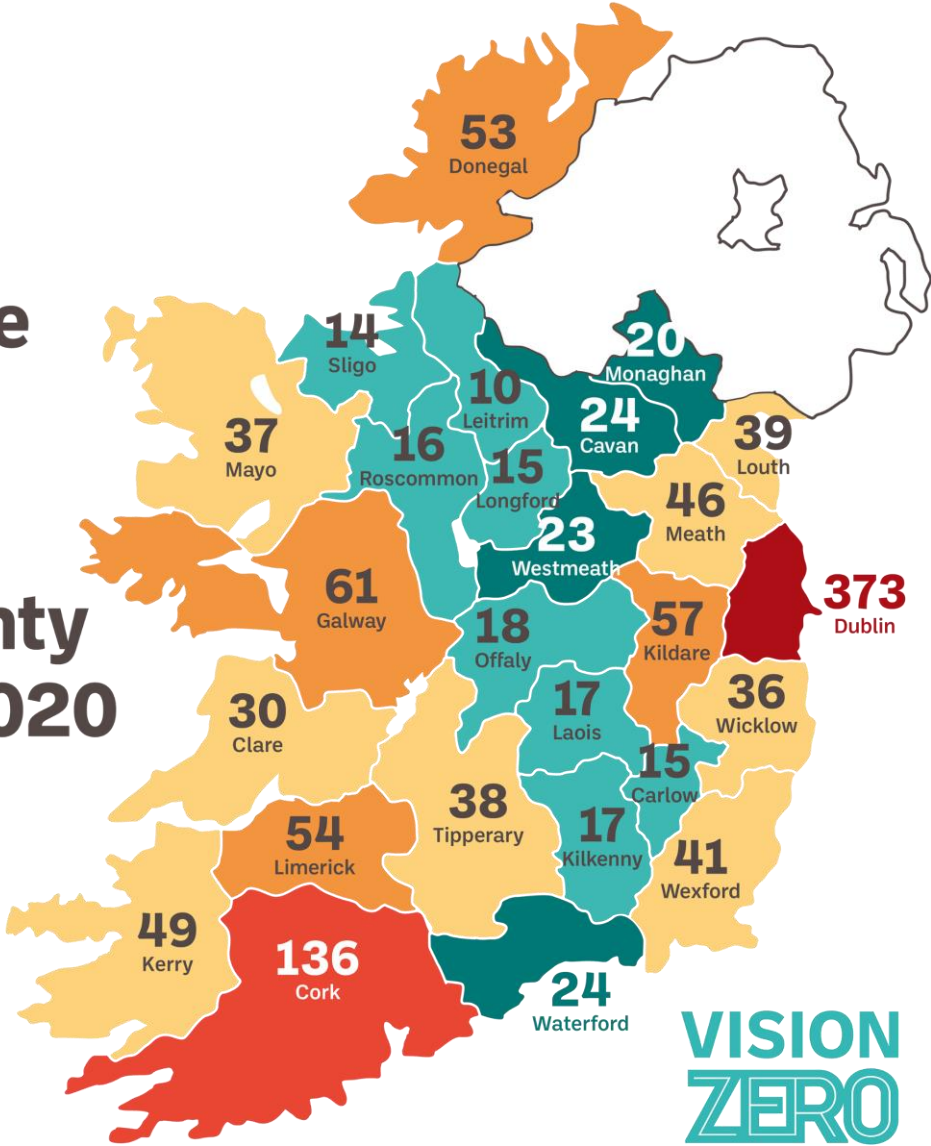 53
Donegal
e
14
Sligo
20
Monaghan
10
Leitrim
24
Cavan
37
Mayo
16
Roscommon
39
Louth
15
Longford
46
Meath
23
Westmeath
61
Galway
373
Dublin
nty
18
Offaly
57
Kildare
020
30
Clare
17
Laois
36
Wicklow
15
Carlow
38
Tipperary
54
Limerick
17
Kilkenny
41
Wexford
49
Kerry
136
Cork
24
Waterford
VISION
ZERO